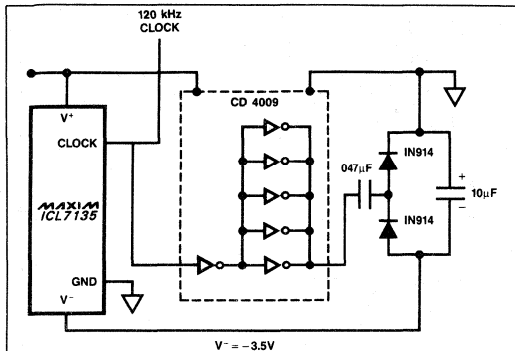 120 kHz
CLOCK
CD 4009
V+
CLOCK
MAXIM
ICL7135
GND
V−
047μF
IN914
IN914
+
10μF
−
V− = −3.5V